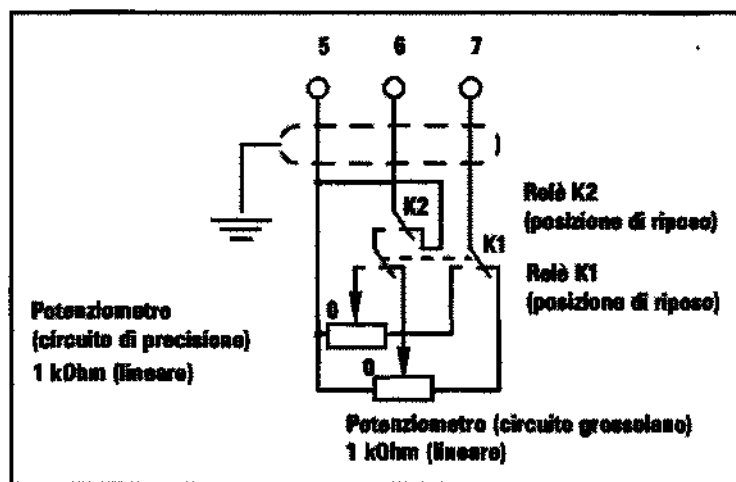 5 6 7
K2
Relè K2
(posizione di riposo)
K1
Relè K1
(posizione di riposo)
Potenziometro
(circuito di precisione)
1 kOhm (lineare)
0
0
Potenziometro (circuito grossolano)
1 kOhm (lineare)